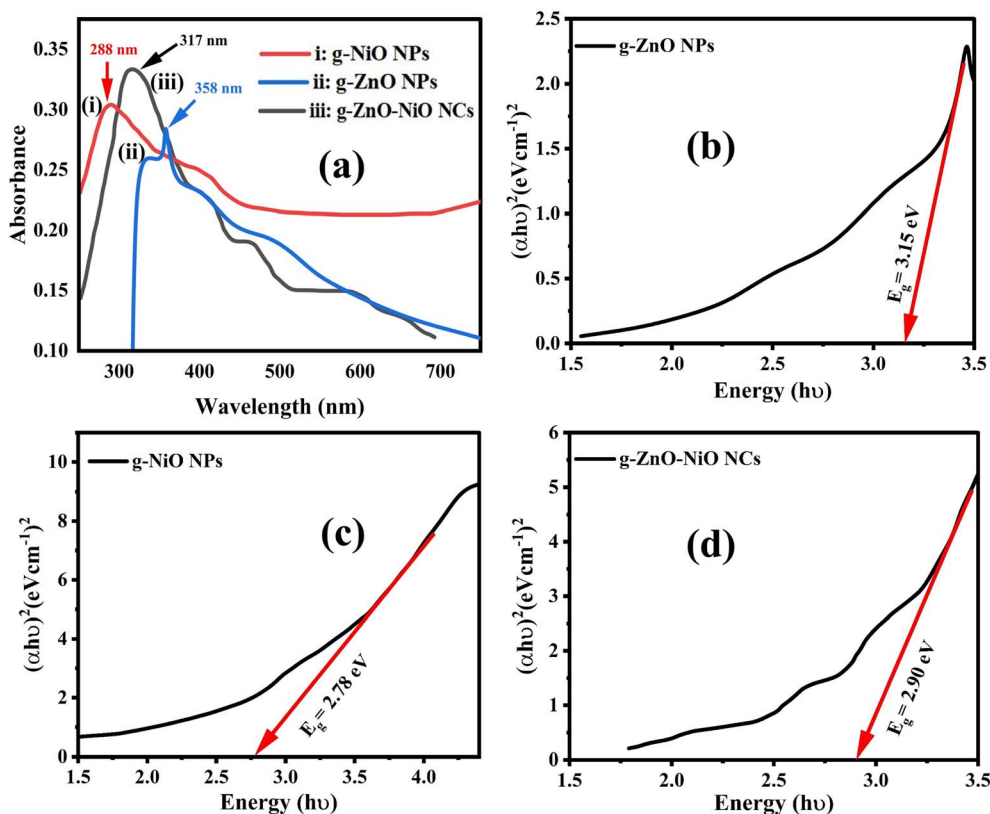 288 nm
317 nm
358 nm
(i)
(ii)
(iii)
i: g-NiO NPs
ii: g-ZnO NPs
iii: g-ZnO-NiO NCs
(a)
Absorbance
0.35
0.30
0.25
0.20
0.15
0.10
300
400
500
600
700
Wavelength (nm)
g-ZnO NPs
(b)
(αhυ)²(eVcm⁻¹)²
2.5
2.0
1.5
1.0
0.5
0.0
E_g = 3.15 eV
1.5
2.0
2.5
3.0
3.5
Energy (hυ)
g-NiO NPs
(c)
(αhυ)²(eVcm⁻¹)²
10
8
6
4
2
0
E_g = 2.78 eV
1.5
2.0
2.5
3.0
3.5
4.0
Energy (hυ)
g-ZnO-NiO NCs
(d)
(αhυ)²(eVcm⁻¹)²
6
5
4
3
2
1
0
E_g = 2.90 eV
1.5
2.0
2.5
3.0
3.5
Energy (hυ)